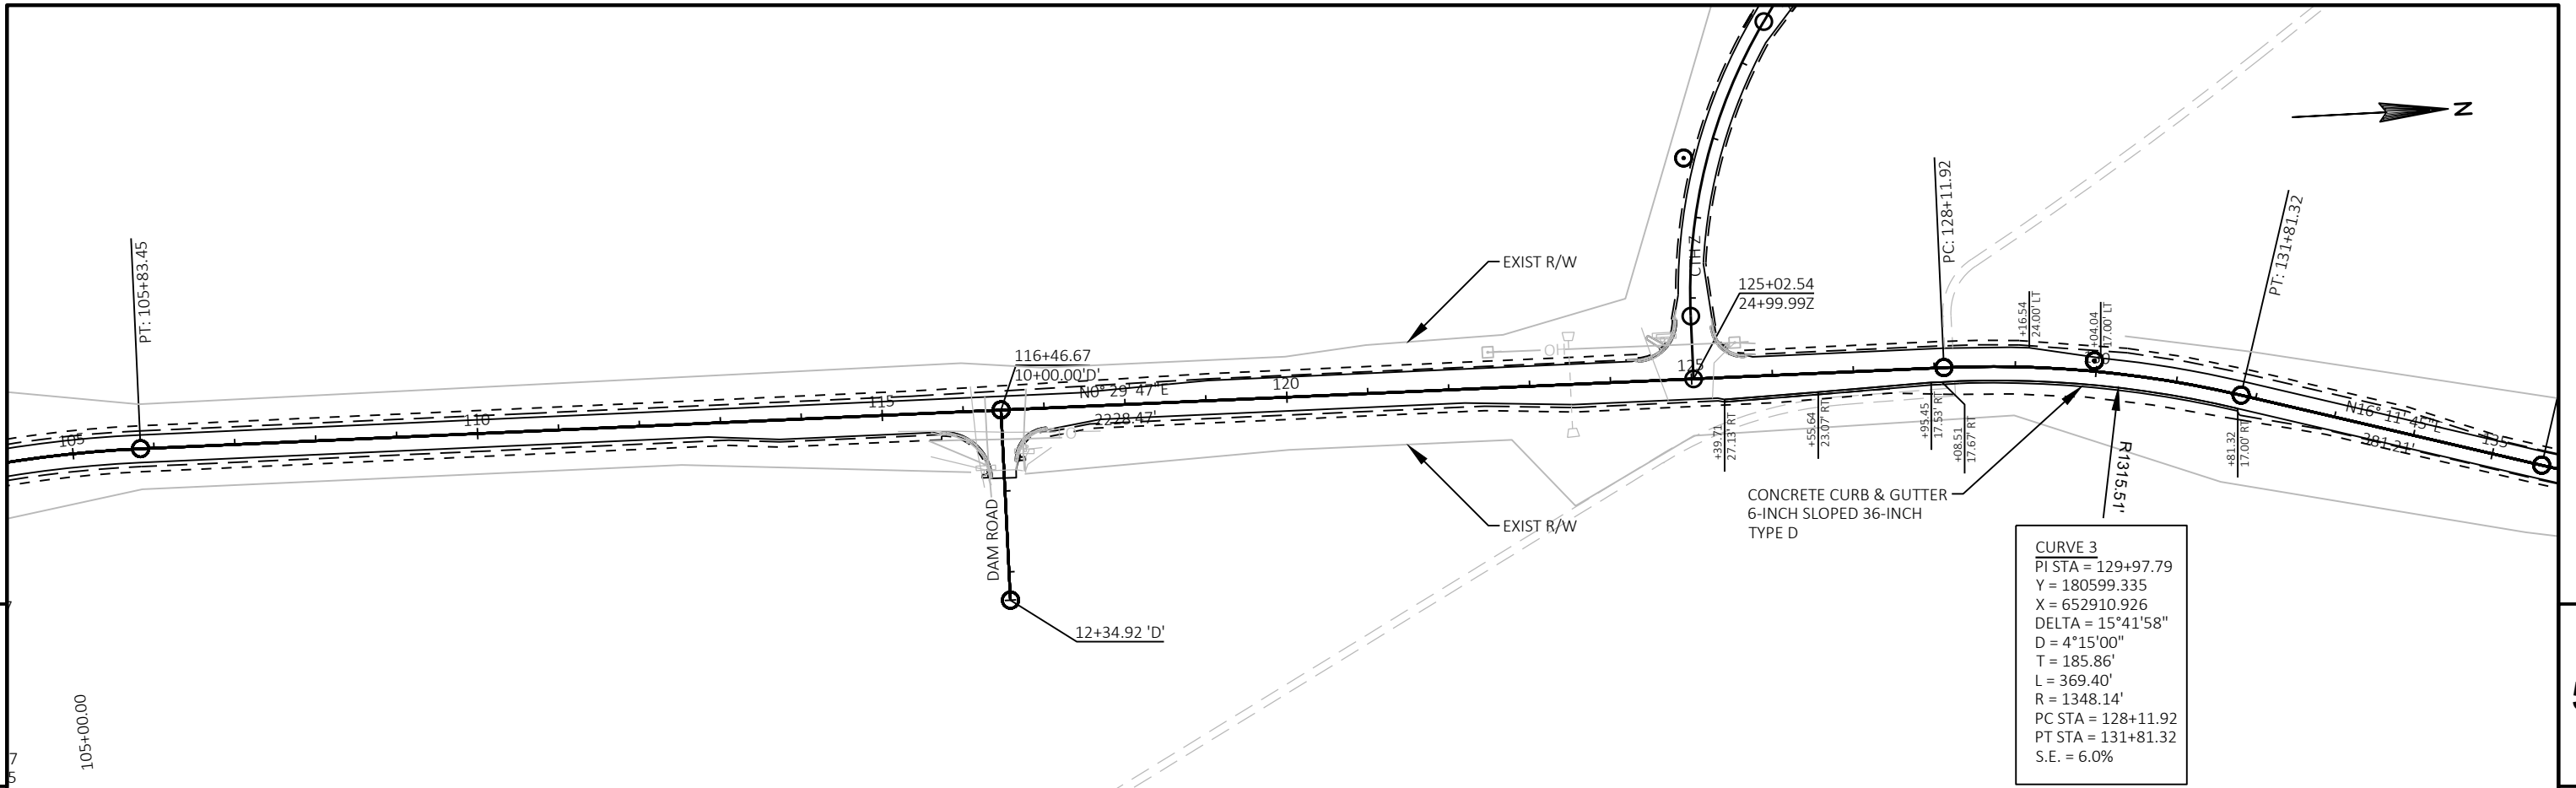 N
PT: 105+83.45
105
110
115
116+46.67
10+00.00'D'
N0° 29' 47"E
2228.47'
120
DAM ROAD
12+34.92 'D'
EXIST R/W
EXIST R/W
OH
CTH Z
125+02.54
24+99.99Z
125
PC: 128+11.92
+16.54
24.00' LT
+04.04
17.00' LT
PT: 131+81.32
+39.71
27.13' RT
+55.64
23.07' RT
+95.45
17.53' RT
+08.51
17.67' RT
+81.32
17.00' RT
N16° 11' 45"E
381.21'
135
CONCRETE CURB & GUTTER
6-INCH SLOPED 36-INCH
TYPE D
R1315.51'
CURVE 3
PI STA = 129+97.79
Y = 180599.335
X = 652910.926
DELTA = 15°41'58"
D = 4°15'00"
T = 185.86'
L = 369.40'
R = 1348.14'
PC STA = 128+11.92
PT STA = 131+81.32
S.E. = 6.0%
105+00.00
7
5